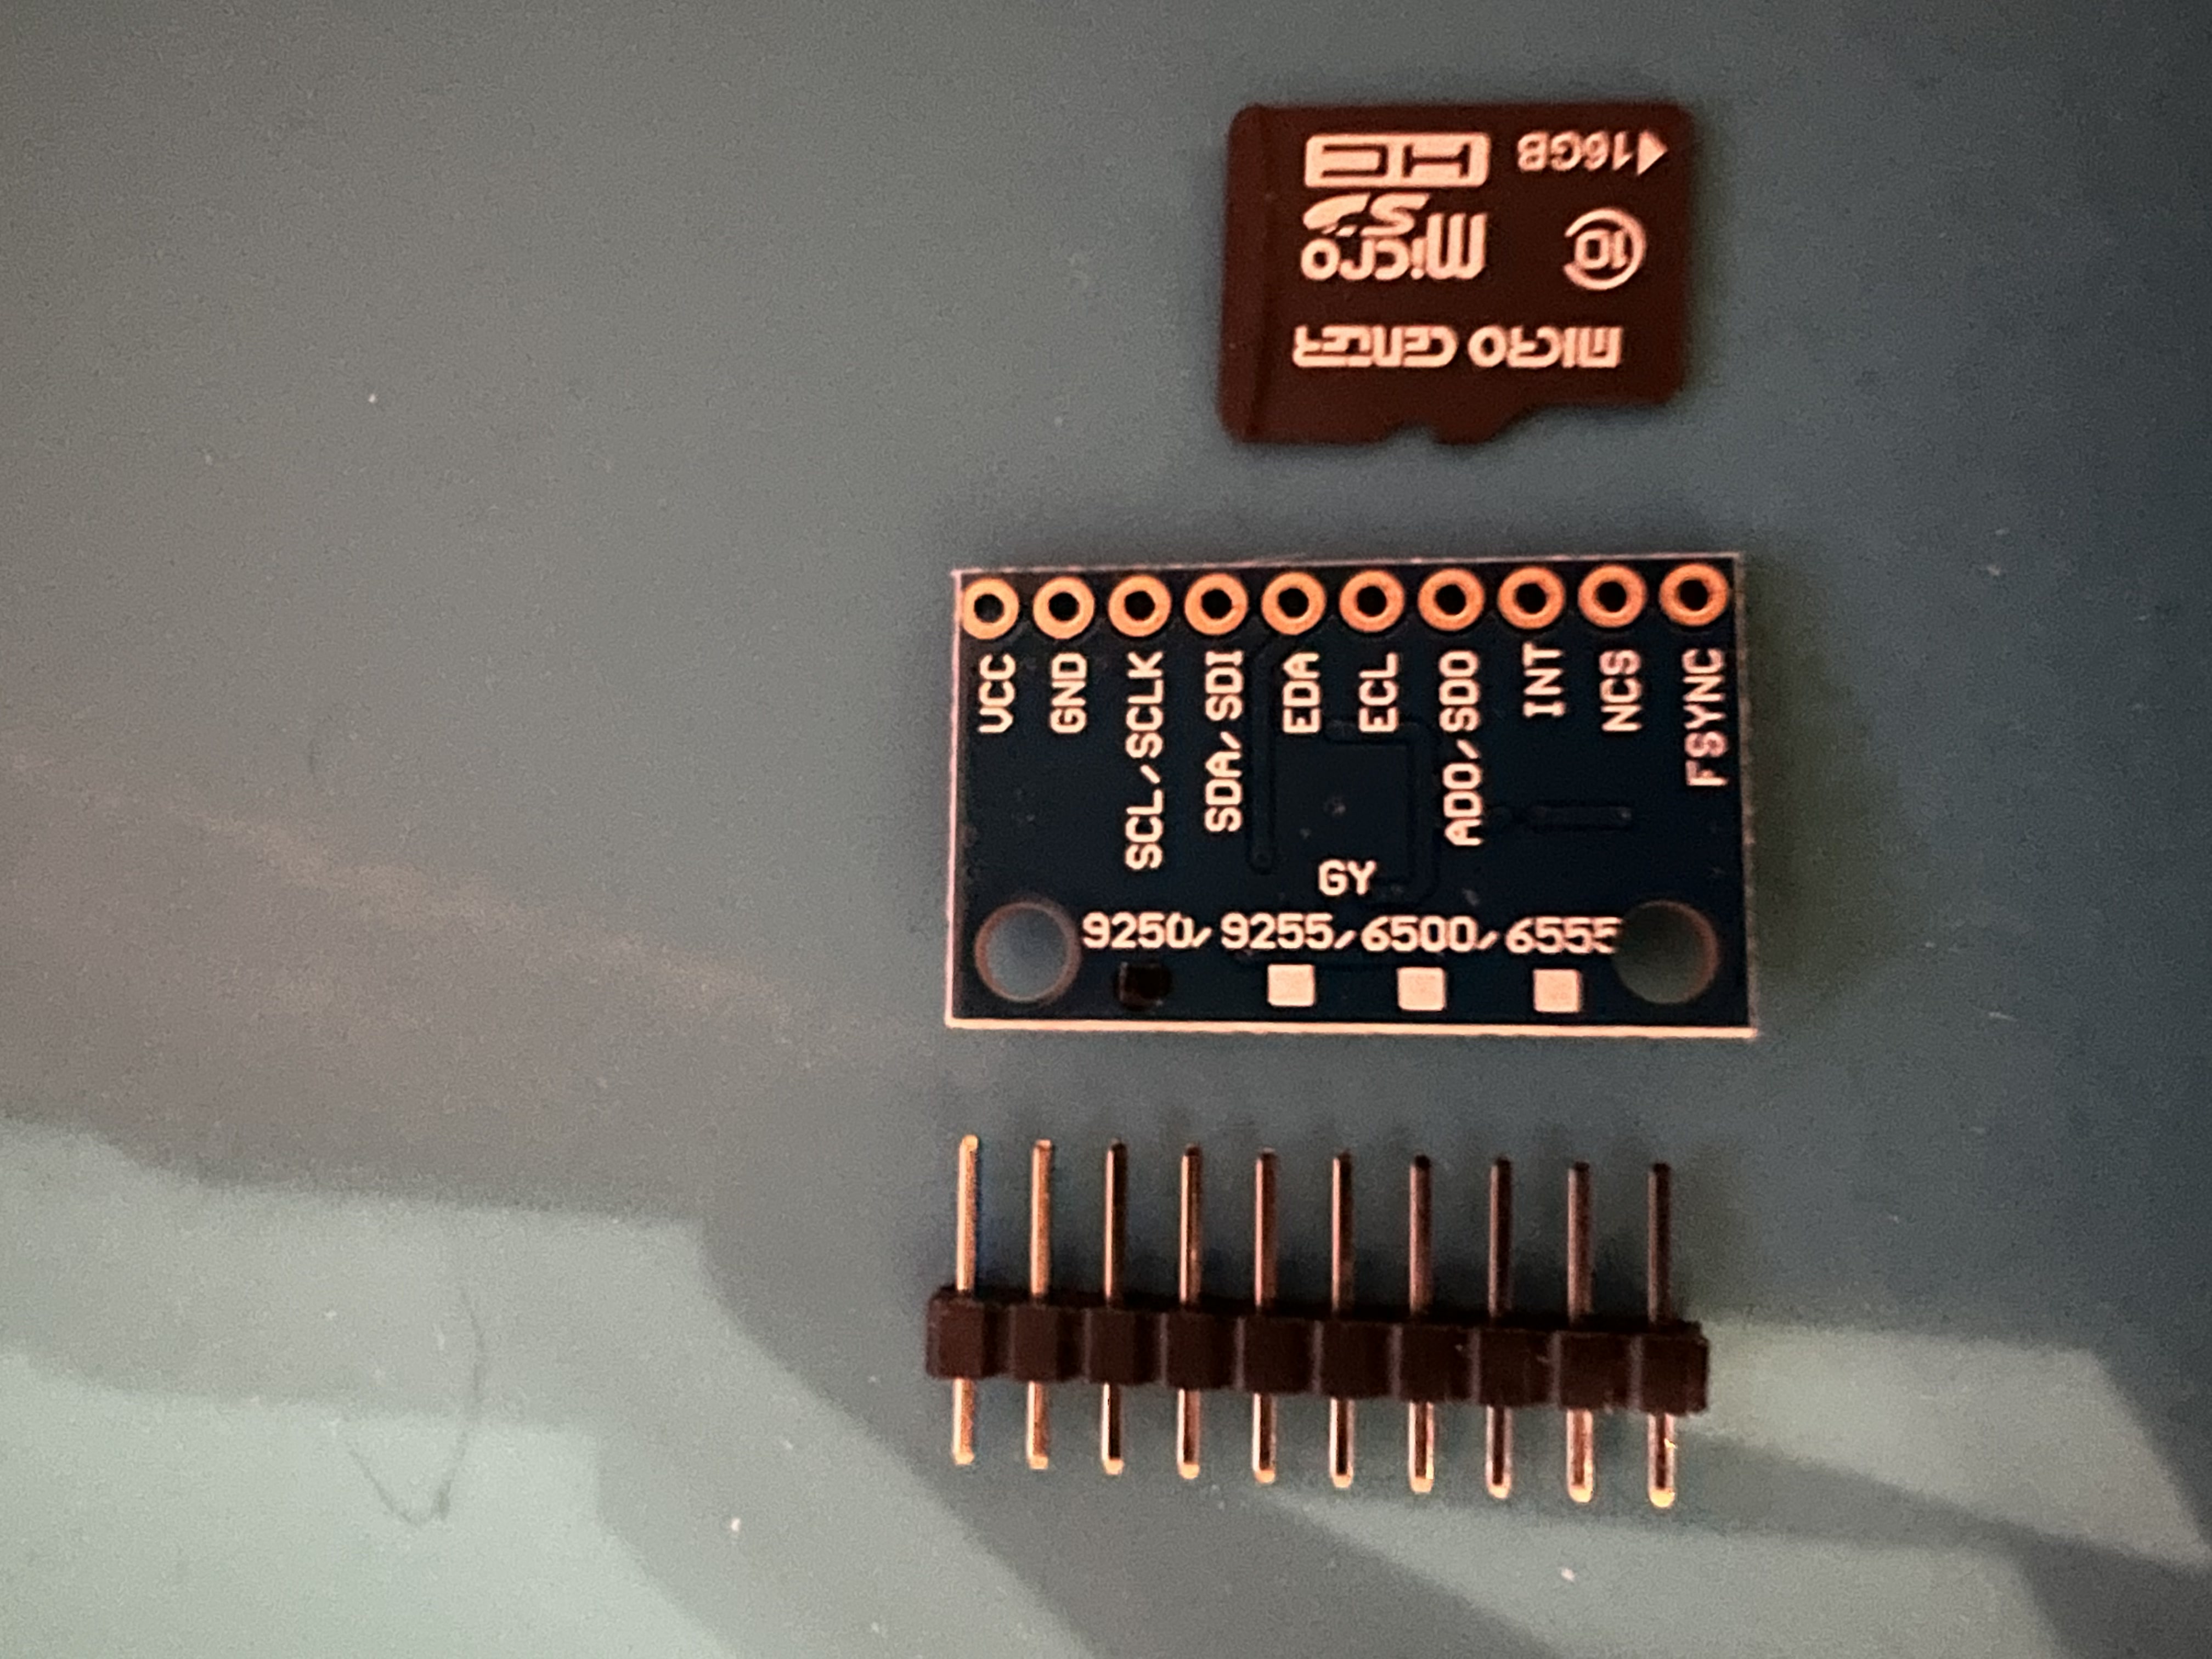 VCC
GND
SCL/SCLK
SDA/SDI
EDA
ECL
ADO/SDO
INT
NCS
FSYNC
9250/9255/6500/6555
GY
MICRO CENTER
micro SD
HC
10
16GB